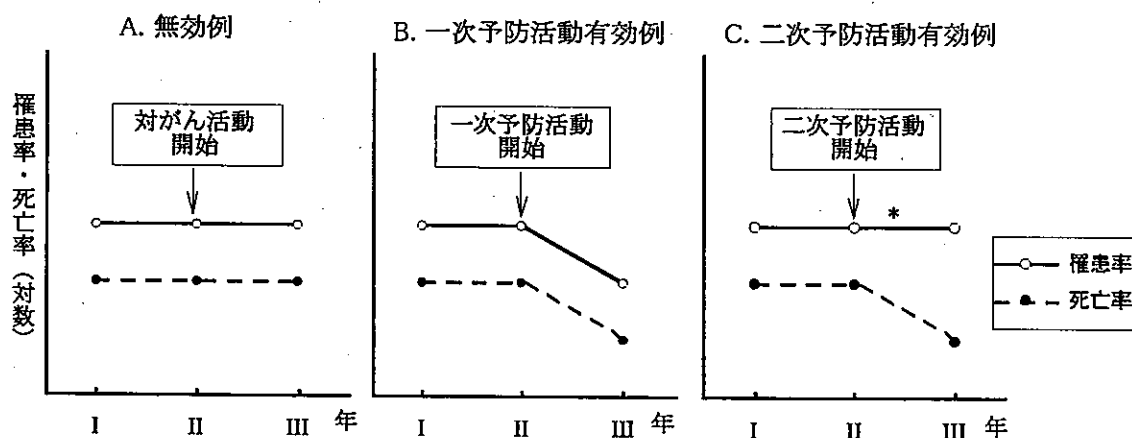 A. 無効例
B. 一次予防活動有効例
C. 二次予防活動有効例
罹患率・死亡率(対数)
対がん活動
開始
一次予防活動
開始
二次予防活動
開始
*
罹患率
死亡率
I II III 年
I II III 年
I II III 年